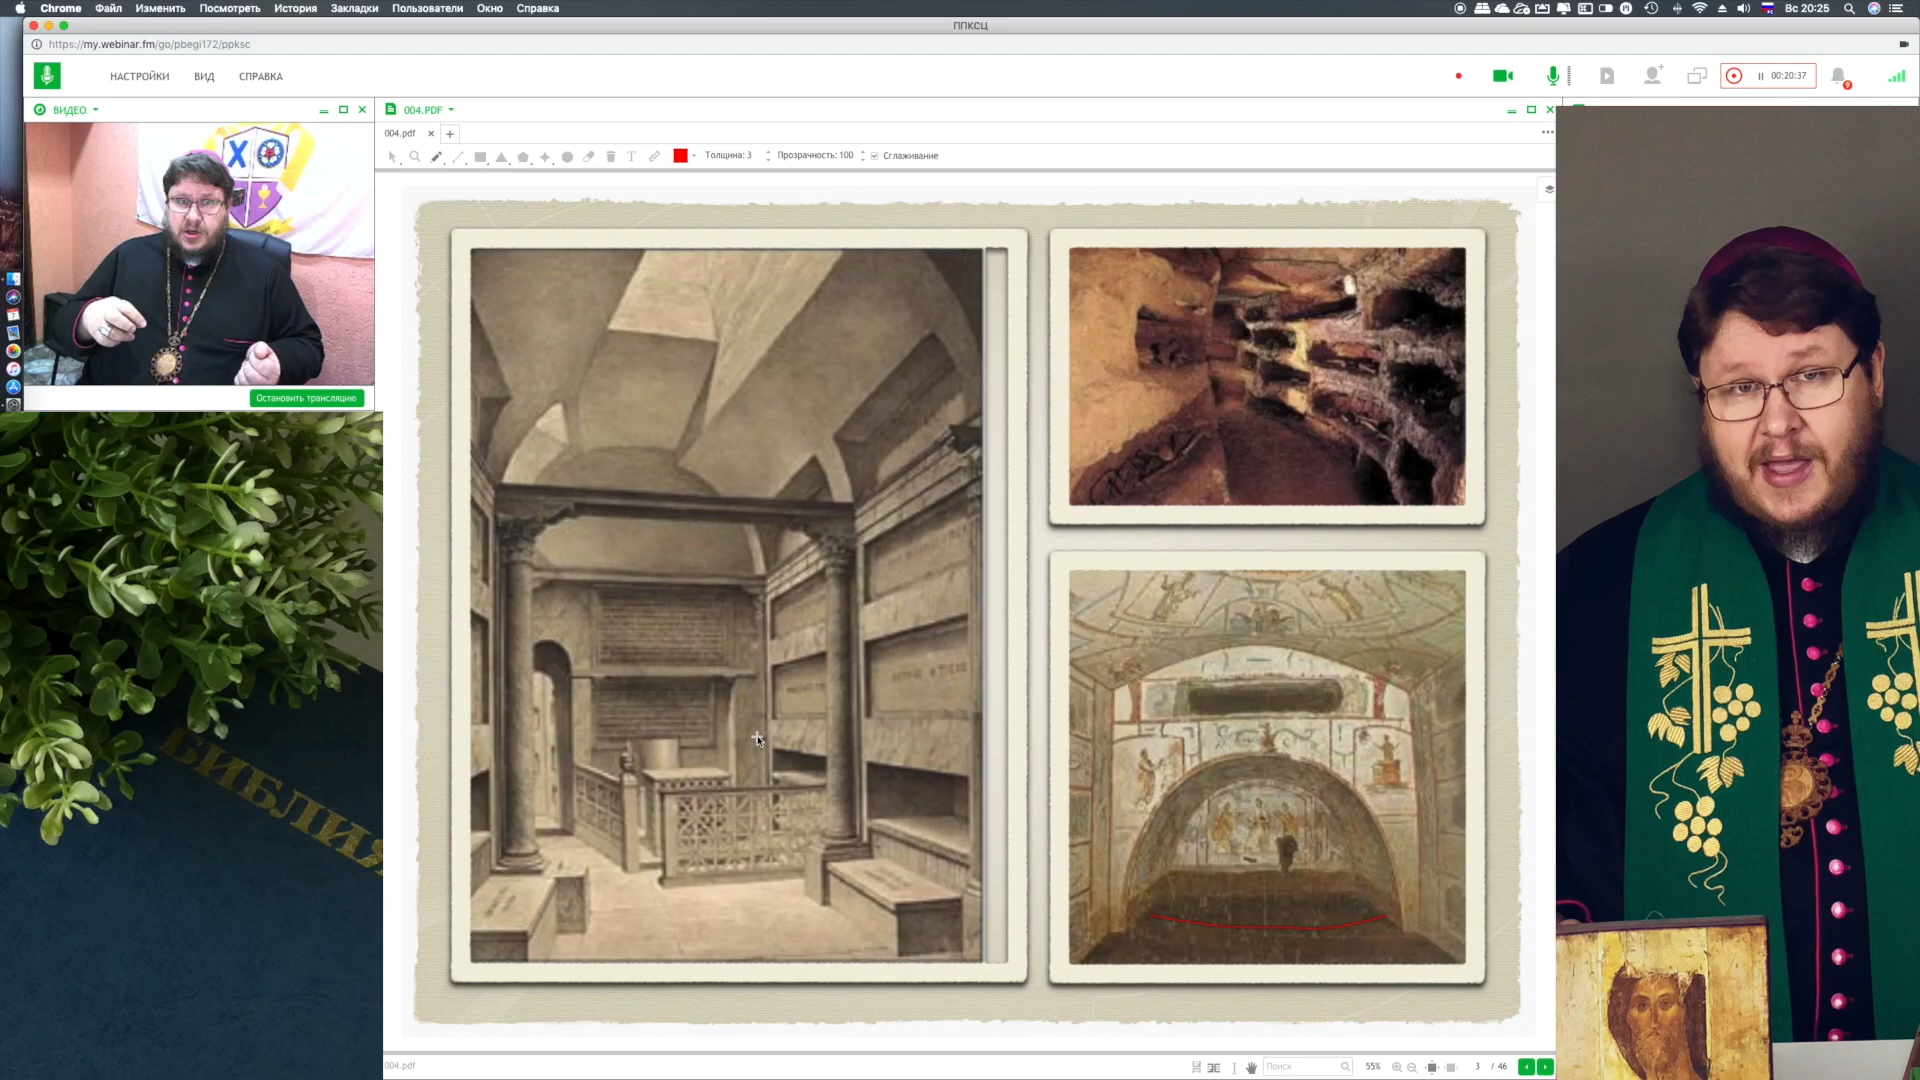 Chrome Файл Изменить Посмотреть История Закладки Пользователи Окно Справка
Вс 20:25
ППКСЦ
https://my.webinar.fm/go/pbegi172/ppksc
НАСТРОЙКИ ВИД СПРАВКА
00:20:37
9
ВИДЕО
004.PDF
004.pdf
Толщина: 3
Прозрачность: 100
Сглаживание
Остановить трансляцию
БИБЛИЯ
004.pdf
Поиск
55%
3 / 46